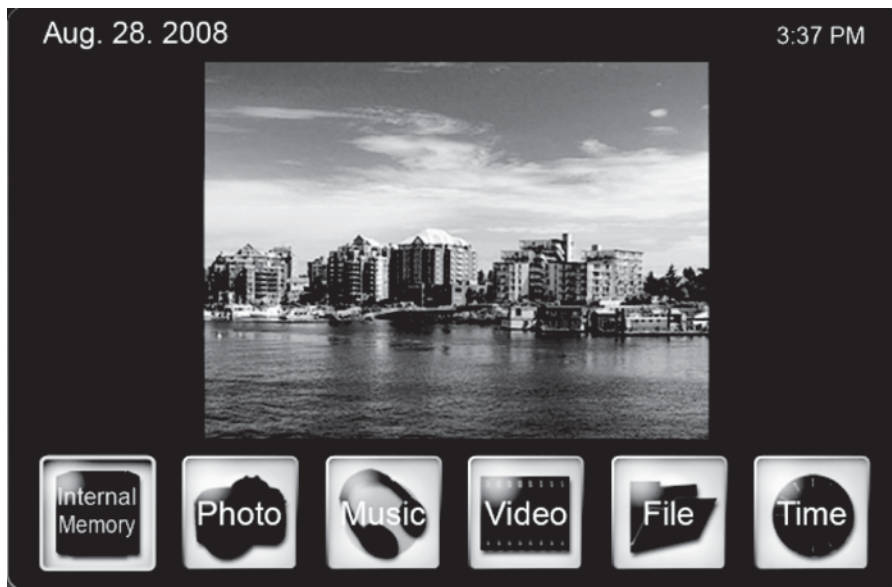 Aug. 28. 2008
3:37 PM
Internal
Memory
Photo
Music
Video
File
Time